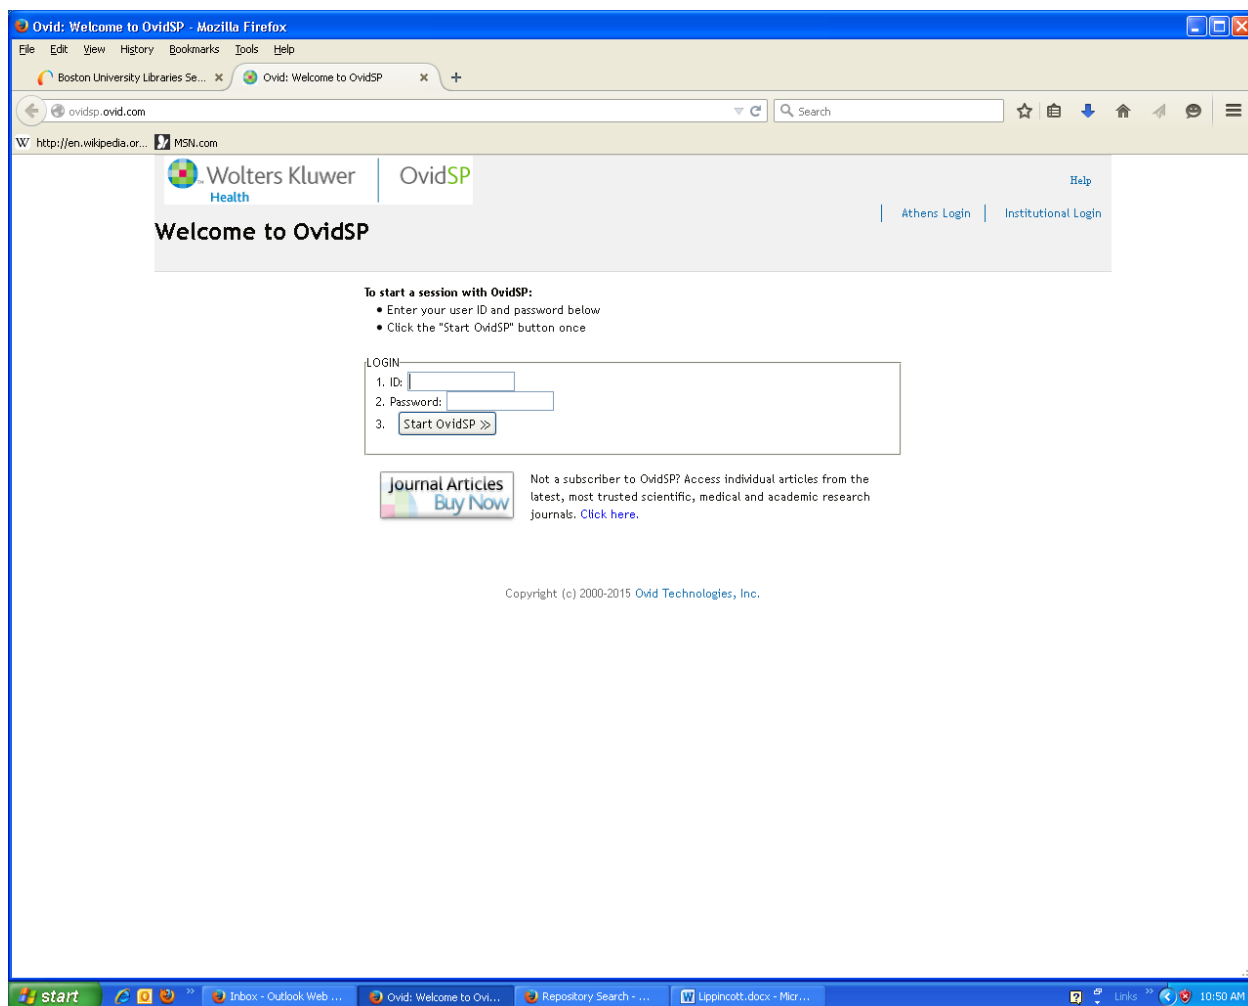 Ovid: Welcome to OvidSP - Mozilla Firefox
File Edit View History Bookmarks Tools Help
Boston University Libraries Se... Ovid: Welcome to OvidSP
ovidsp.ovid.com Search
W http://en.wikipedia.or... MSN.com
Wolters Kluwer OvidSP
Health
Help
Athens Login Institutional Login
Welcome to OvidSP
To start a session with OvidSP:
• Enter your user ID and password below
• Click the "Start OvidSP" button once
LOGIN
1. ID:
2. Password:
3. Start OvidSP >>
Journal Articles
Buy Now
Not a subscriber to OvidSP? Access individual articles from the
latest, most trusted scientific, medical and academic research
journals. Click here.
Copyright (c) 2000-2015 Ovid Technologies, Inc.
start Inbox - Outlook Web ... Ovid: Welcome to Ovi... Repository Search - ... Lippincott.docx - Micr... Links 10:50 AM